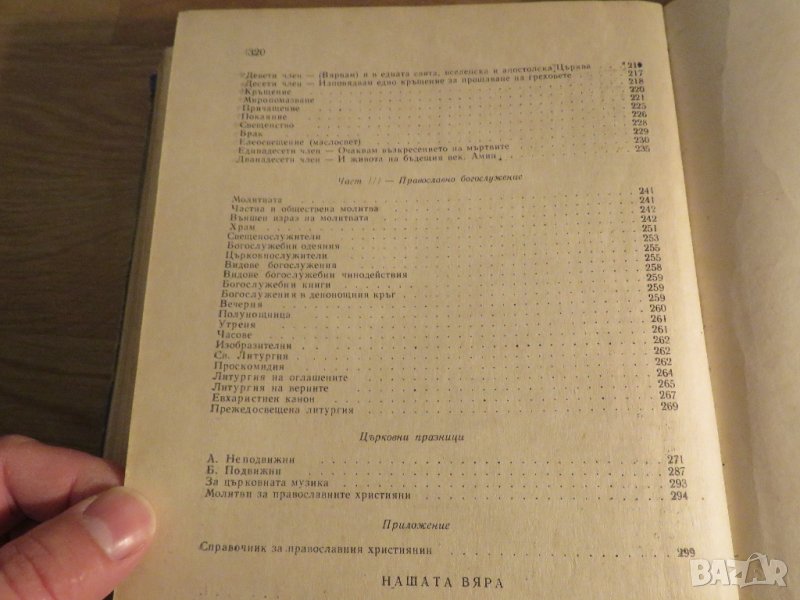 320
Девети член — (Вярвам) и в едната свята, вселенска и апостолска Църква . 216
Десети член — Изповядвам едно кръщение за прощаване на греховете . 217
Кръщение 218
Миропомазване 220
Причащение 221
Покаяние 225
Свещенство 226
Брак 228
Елеосвещение (маслосвет) 229
Единадесети член — Очаквам възкресението на мъртвите 230
Дванадесети член — И живота на бъдещия век. Амин . 235
Част III — Православно богослужение
Молитвата 241
Частна и обществена молитва 241
Външен израз на молитвата 242
Храм 242
Свещенослужители 251
Богослужебни одеяния 253
Църковнослужители 255
Видове богослужения 255
Видове богослужебни чинодействия 258
Богослужебни книги 259
Богослужения в денонощния кръг 259
Вечерня 259
Полунощница 260
Утреня 261
Часове 261
Изобразителни 262
Св. Литургия 262
Проскомидия 262
Литургия на оглашените 264
Литургия на верните 265
Евхаристиен канон 267
Преждеосвещена литургия 269
Църковни празници
А. Неподвижни 271
Б. Подвижни 287
За църковната музика 293
Молитви за православните християни 294
Приложение
Справочник за православния християнин 299
НАШАТА ВЯРА
BAZAR.bg